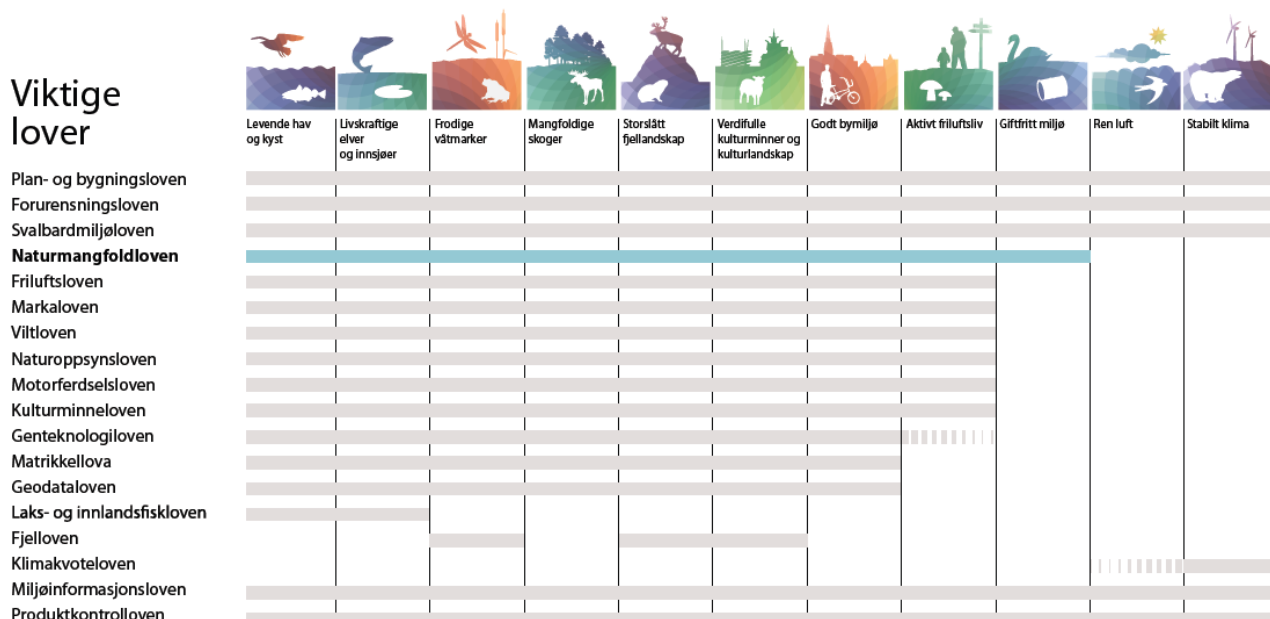 Viktige
lover
Levende hav
og kyst
Livskraftige
elver
og innsjøer
Frodige
våtmarker
Mangfoldige
skoger
Storslått
fjellandskap
Verdifulle
kulturminner og
kulturlandskap
Godt bymiljø
Aktivt friluftsliv
Giftfritt miljø
Ren luft
Stabilt klima
Plan- og bygningsloven
Forurensningsloven
Svalbardmiljøloven
Naturmangfoldloven
Friluftsloven
Markaloven
Viltloven
Naturoppsynsloven
Motorferdselsloven
Kulturminneloven
Genteknologiloven
Matrikkellova
Geodataloven
Laks- og innlandsfiskloven
Fjelloven
Klimakvoteloven
Miljøinformasjonsloven
Produktkontrolloven